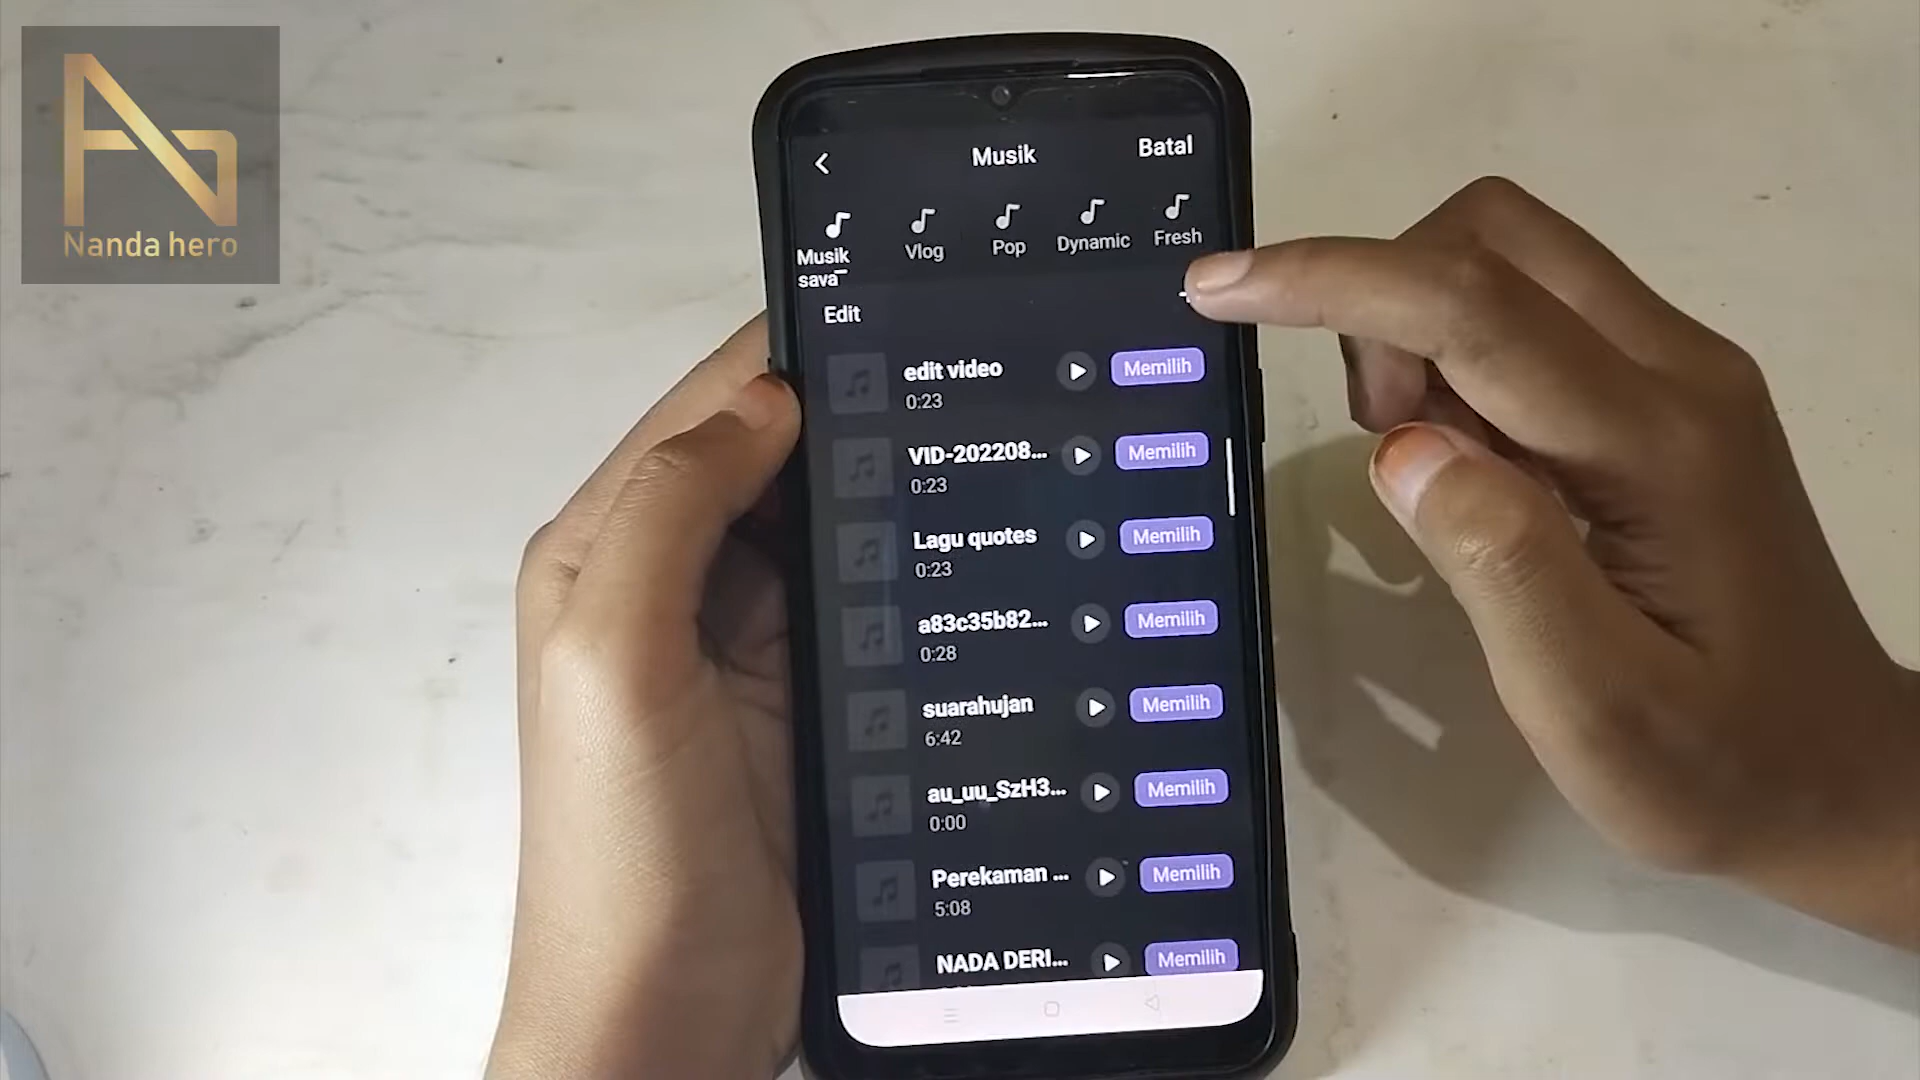 Nanda hero
Musik
Batal
Musik
saya
Vlog
Pop
Dynamic
Fresh
Edit
edit video
0:23
Memilih
VID-202208...
0:23
Memilih
Lagu quotes
0:23
Memilih
a83c35b82...
0:28
Memilih
suarahujan
6:42
Memilih
au_uu_SzH3...
0:00
Memilih
Perekaman ...
5:08
Memilih
NADA DERI...
Memilih